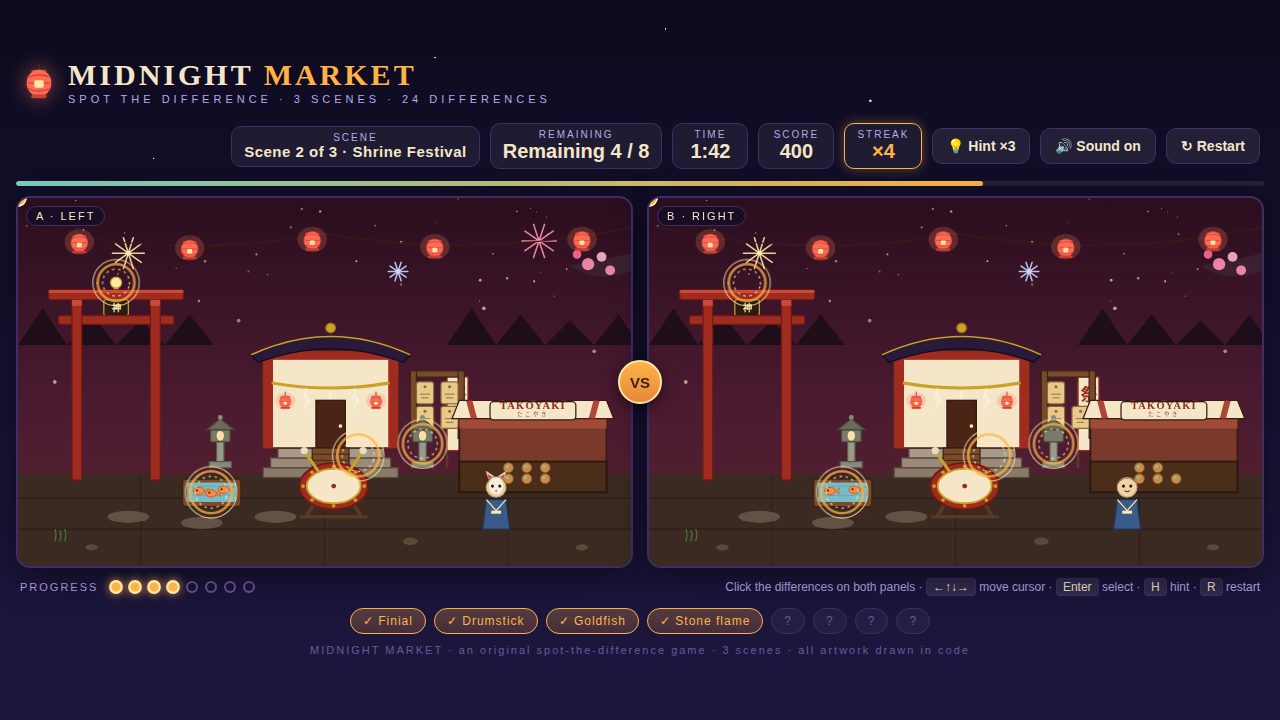 MIDNIGHT MARKET
SPOT THE DIFFERENCE · 3 SCENES · 24 DIFFERENCES
SCENE
Scene 2 of 3 · Shrine Festival
REMAINING
Remaining 4 / 8
TIME
1:42
SCORE
400
STREAK
×4
💡 Hint ×3
🔊 Sound on
↻ Restart
A · LEFT
B · RIGHT
神
神
VS
祭
TAKOYAKI
たこやき
TAKOYAKI
たこやき
PROGRESS
Click the differences on both panels · ←↑↓→ move cursor · Enter select · H hint · R restart
✓ Finial
✓ Drumstick
✓ Goldfish
✓ Stone flame
?
?
?
?
MIDNIGHT MARKET · an original spot-the-difference game · 3 scenes · all artwork drawn in code